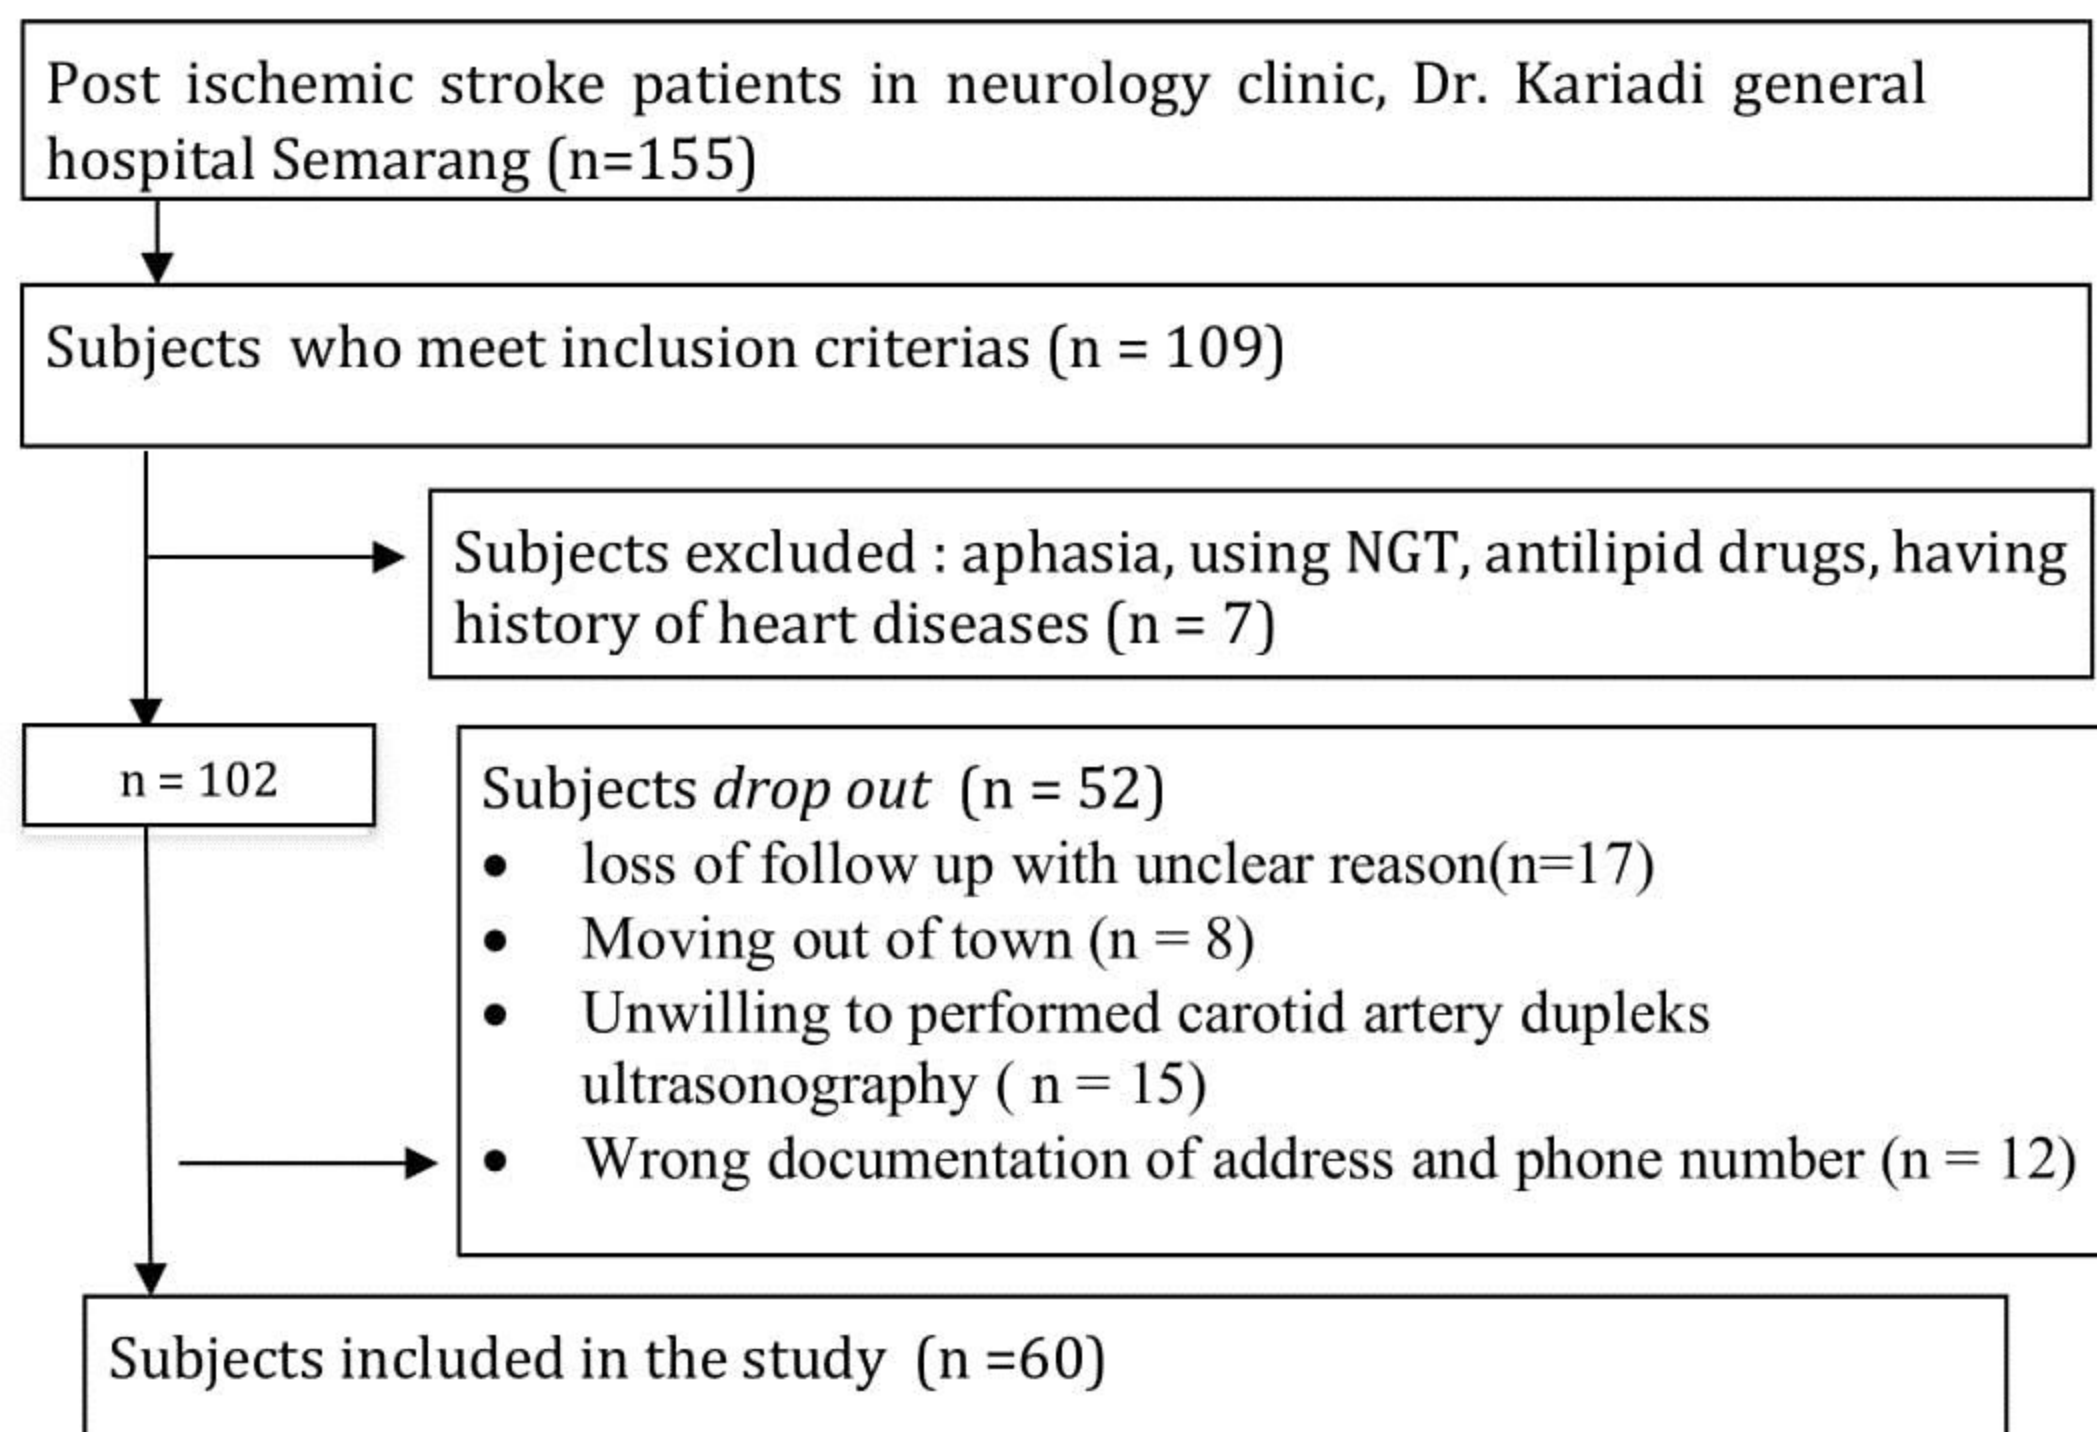 Post ischemic stroke patients in neurology clinic, Dr. Kariadi general
hospital Semarang (n=155)
Subjects who meet inclusion criterias (n = 109)
Subjects excluded : aphasia, using NGT, antilipid drugs, having
history of heart diseases (n = 7)
n = 102
Subjects drop out (n = 52)
• loss of follow up with unclear reason(n=17)
• Moving out of town (n = 8)
• Unwilling to performed carotid artery dupleks
ultrasonography ( n = 15)
• Wrong documentation of address and phone number (n = 12)
Subjects included in the study (n =60)